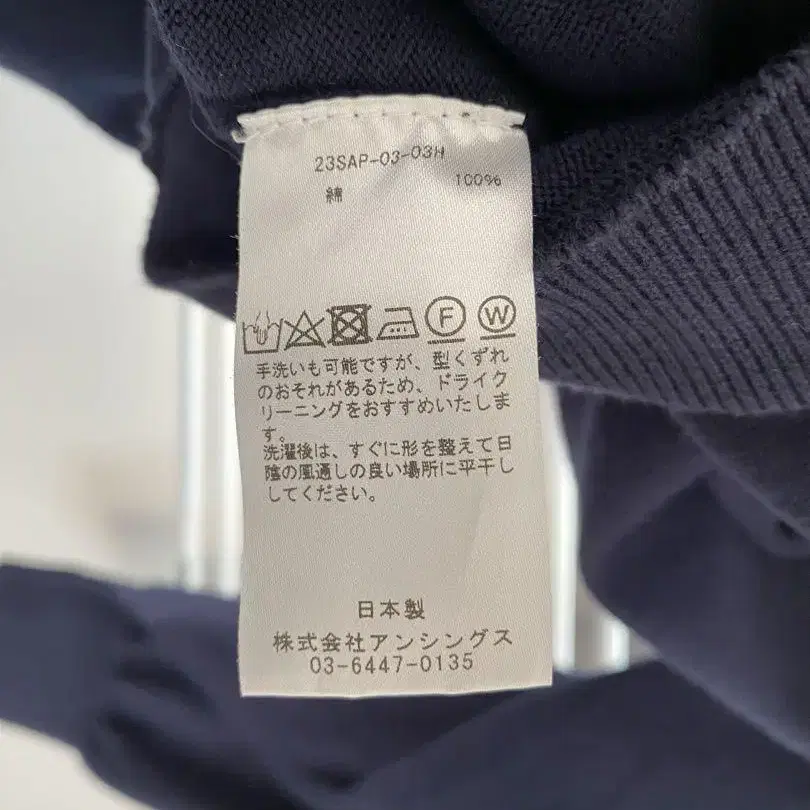 23SAP-03-03H
綿 100%
F W
手洗いも可能ですが、型くずれ
のおそれがあるため、ドライク
リーニングをおすすめいたしま
す。
洗濯後は、すぐに形を整えて日
陰の風通しの良い場所に平干し
してください。
日本製
株式会社アンシングス
03-6447-0135